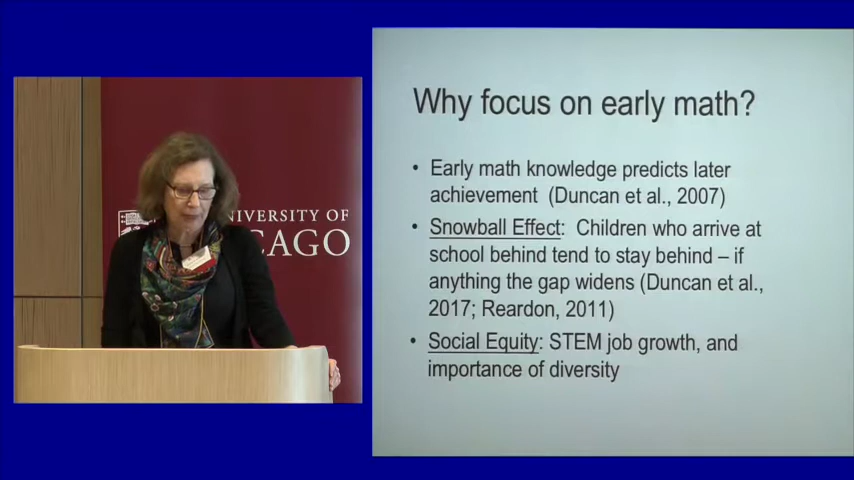 UNIVERSITY OF
CAGO
Why focus on early math?
• Early math knowledge predicts later
achievement (Duncan et al., 2007)
• Snowball Effect: Children who arrive at
school behind tend to stay behind – if
anything the gap widens (Duncan et al.,
2017; Reardon, 2011)
• Social Equity: STEM job growth, and
importance of diversity